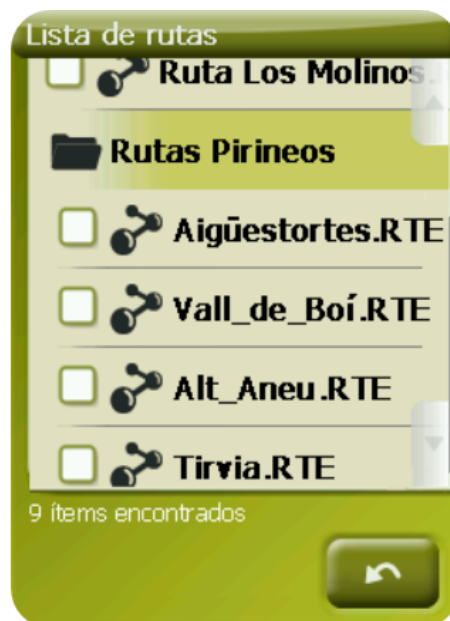 Lista de rutas
Ruta Los Molinos.
Rutas Pirineos
Aigüestortes.RTE
Vall_de_Boí.RTE
Alt_Aneu.RTE
Tirvia.RTE
9 ítems encontrados